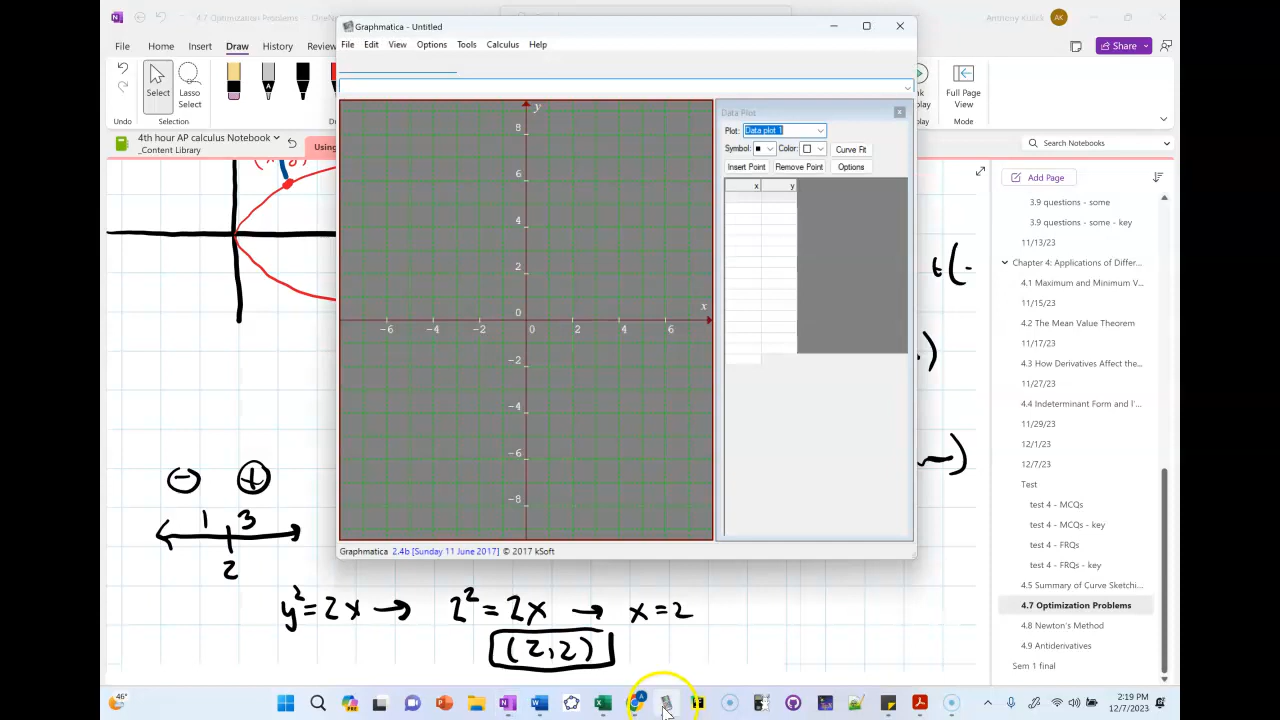 4.7 Optimization Problems - OneNote
Anthony Kulick AK
File Home Insert Draw History Review
Share
Undo
Select
Lasso Select
Selection
Full Page View
Mode
4th hour AP calculus Notebook
_Content Library
Using
Search Notebooks
Add Page
3.9 questions - some
3.9 questions - some - key
11/13/23
Chapter 4: Applications of Differ...
4.1 Maximum and Minimum V...
11/15/23
4.2 The Mean Value Theorem
11/17/23
4.3 How Derivatives Affect the...
11/27/23
4.4 Indeterminant Form and l'...
11/29/23
12/1/23
12/7/23
Test
test 4 - MCQs
test 4 - MCQs - key
test 4 - FRQs
test 4 - FRQs - key
4.5 Summary of Curve Sketchi...
4.7 Optimization Problems
4.8 Newton's Method
4.9 Antiderivatives
Sem 1 final
Graphmatica - Untitled
File Edit View Options Tools Calculus Help
y
8
6
4
2
0
-6 -4 -2 0 2 4 6 x
-2
-4
-6
-8
Data Plot
Plot: Data plot 1
Symbol: Color: Curve Fit
Insert Point Remove Point Options
x y
Graphmatica 2.4b [Sunday 11 June 2017] © 2017 kSoft
− +
1 3
2
y² = 2x → 2² = 2x → x = 2
(2,2)
46°
2:19 PM
12/7/2023